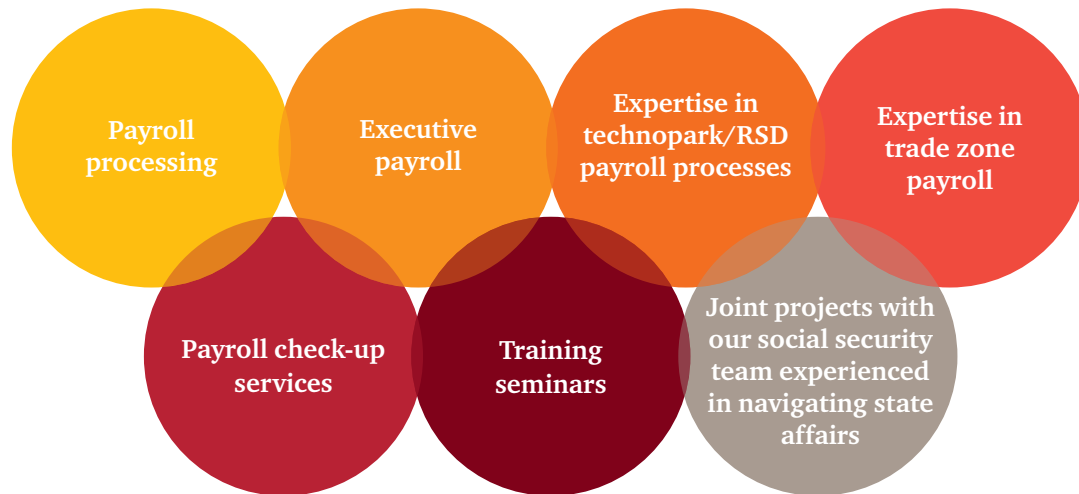 Payroll
processing
Executive
payroll
Expertise in
technopark/RSD
payroll processes
Expertise in
trade zone
payroll
Payroll check-up
services
Training
seminars
Joint projects with
our social security
team experienced
in navigating state
affairs